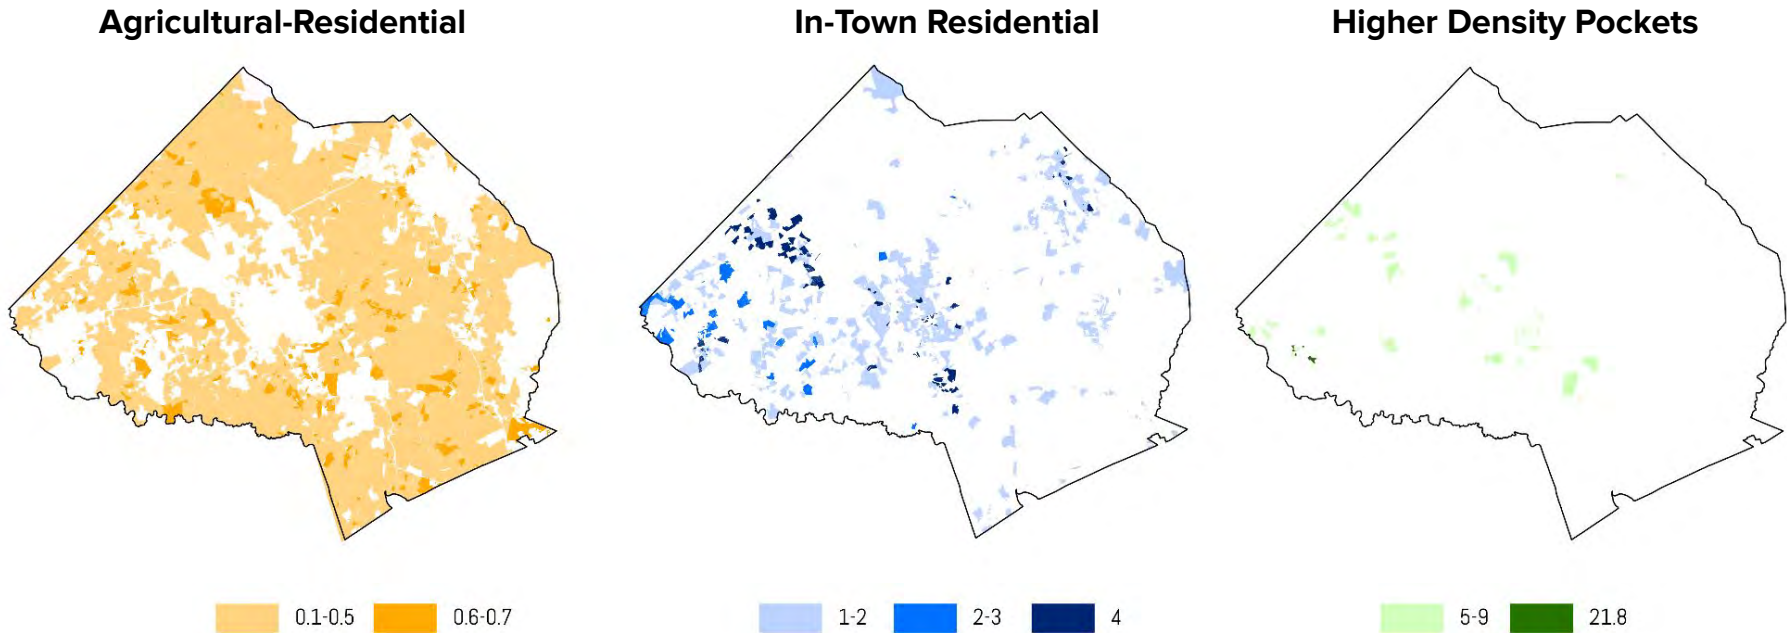 Agricultural-Residential
In-Town Residential
Higher Density Pockets
0.1-0.5
0.6-0.7
1-2
2-3
4
5-9
21.8